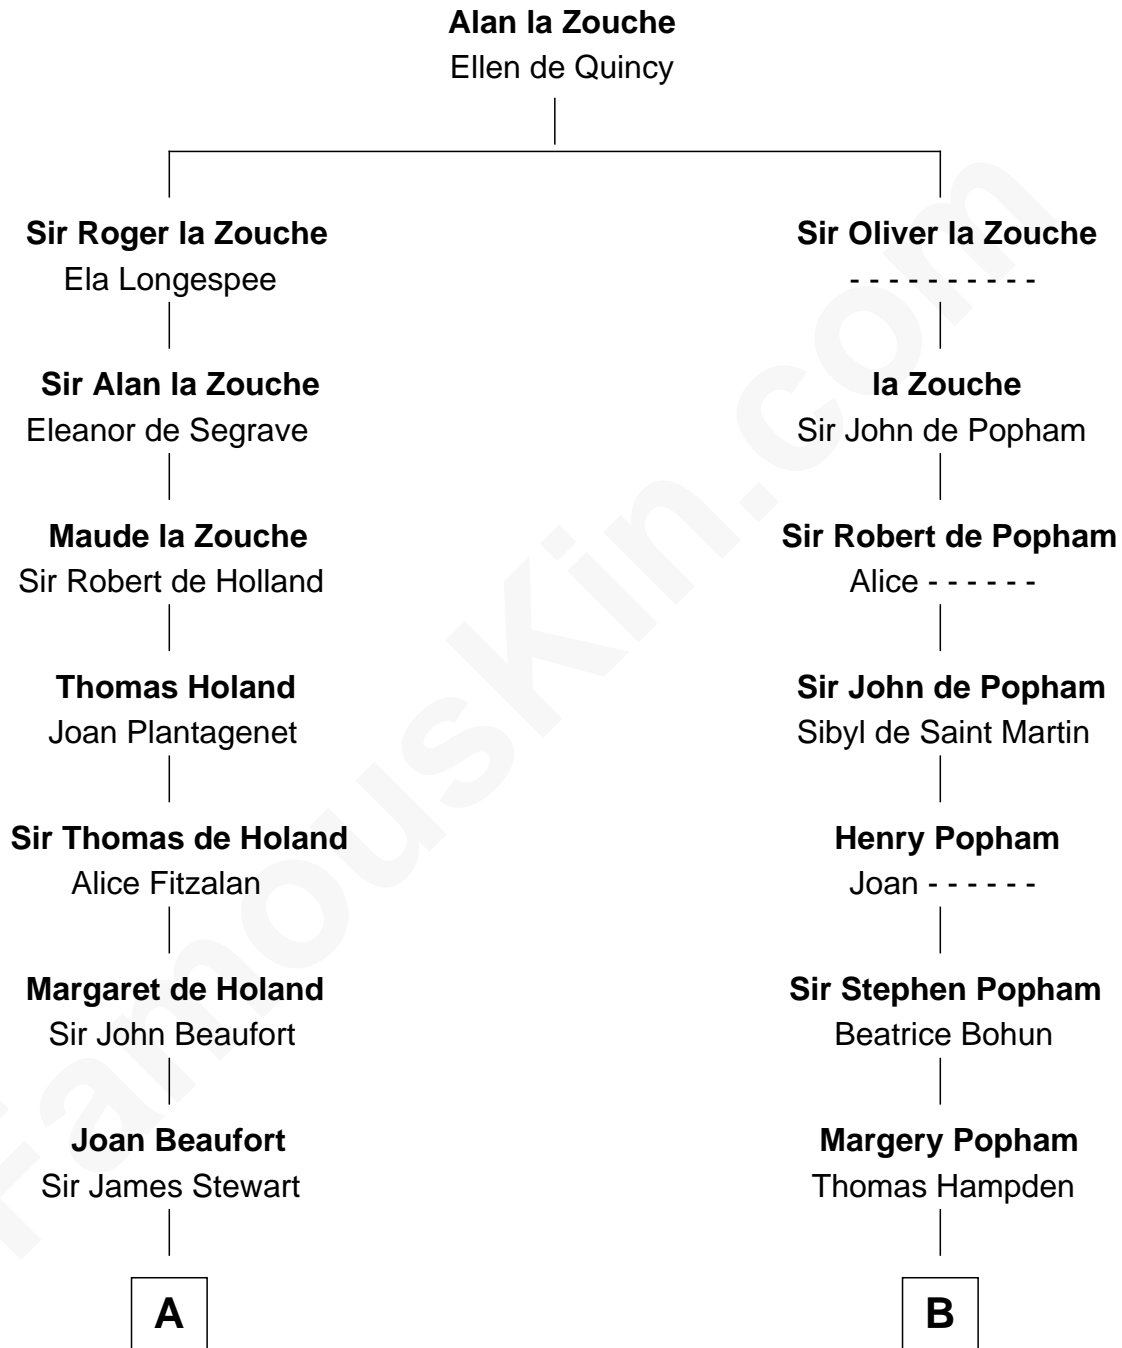 Alan la Zouche
Ellen de Quincy
Sir Roger la Zouche
Ela Longespee
Sir Alan la Zouche
Eleanor de Segrave
Maude la Zouche
Sir Robert de Holland
Thomas Holand
Joan Plantagenet
Sir Thomas de Holand
Alice Fitzalan
Margaret de Holand
Sir John Beaufort
Joan Beaufort
Sir James Stewart
A
Sir Oliver la Zouche
- - - - - - - - - -
la Zouche
Sir John de Popham
Sir Robert de Popham
Alice - - - - - -
Sir John de Popham
Sibyl de Saint Martin
Henry Popham
Joan - - - - - -
Sir Stephen Popham
Beatrice Bohun
Margery Popham
Thomas Hampden
B
FamousKin.com